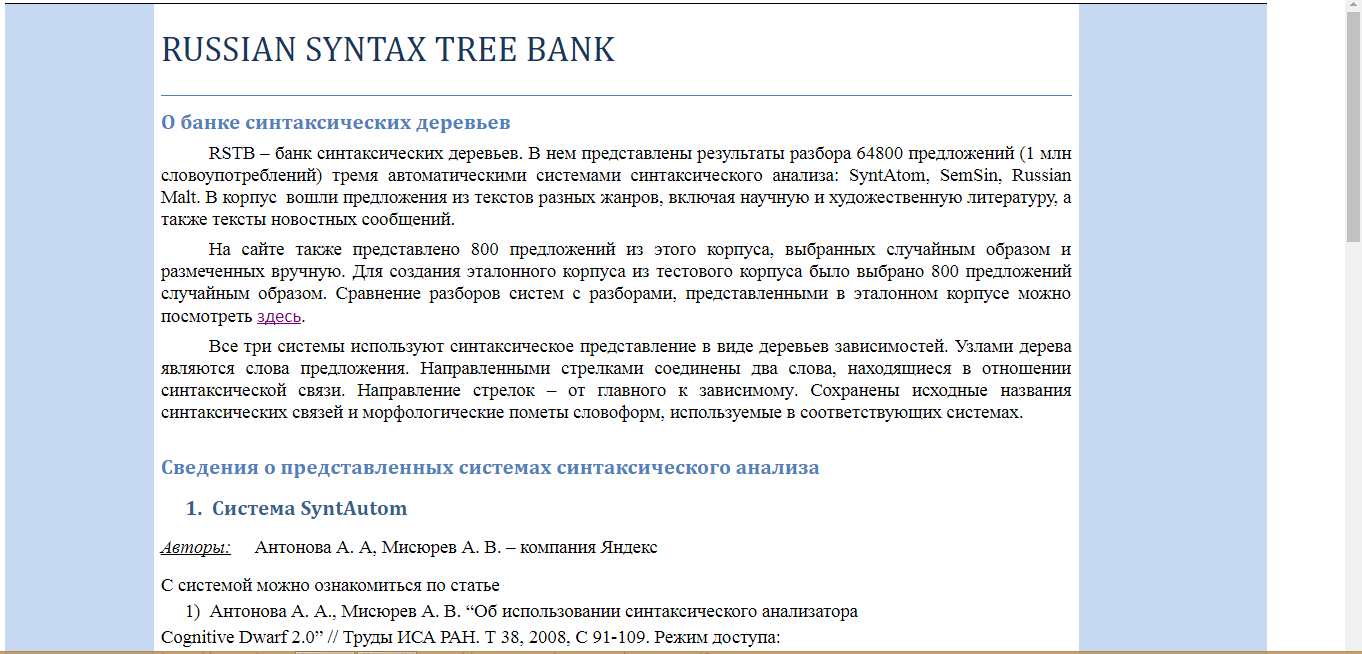 RUSSIAN SYNTAX TREE BANK
О банке синтаксических деревьев
RSTB – банк синтаксических деревьев. В нем представлены результаты разбора 64800 предложений (1 млн
словоупотреблений) тремя автоматическими системами синтаксического анализа: SyntAtom, SemSin, Russian
Malt. В корпус вошли предложения из текстов разных жанров, включая научную и художественную литературу, а
также тексты новостных сообщений.
На сайте также представлено 800 предложений из этого корпуса, выбранных случайным образом и
размеченных вручную. Для создания эталонного корпуса из тестового корпуса было выбрано 800 предложений
случайным образом. Сравнение разборов систем с разборами, представленными в эталонном корпусе можно
посмотреть здесь.
Все три системы используют синтаксическое представление в виде деревьев зависимостей. Узлами дерева
являются слова предложения. Направленными стрелками соединены два слова, находящиеся в отношении
синтаксической связи. Направление стрелок – от главного к зависимому. Сохранены исходные названия
синтаксических связей и морфологические пометы словоформ, используемые в соответствующих системах.
Сведения о представленных системах синтаксического анализа
1. Система SyntAutom
Авторы: Антонова А. А, Мисюрев А. В. – компания Яндекс
С системой можно ознакомиться по статье
1) Антонова А. А., Мисюрев А. В. “Об использовании синтаксического анализатора
Cognitive Dwarf 2.0” // Труды ИСА РАН. Т 38, 2008, С 91-109. Режим доступа: